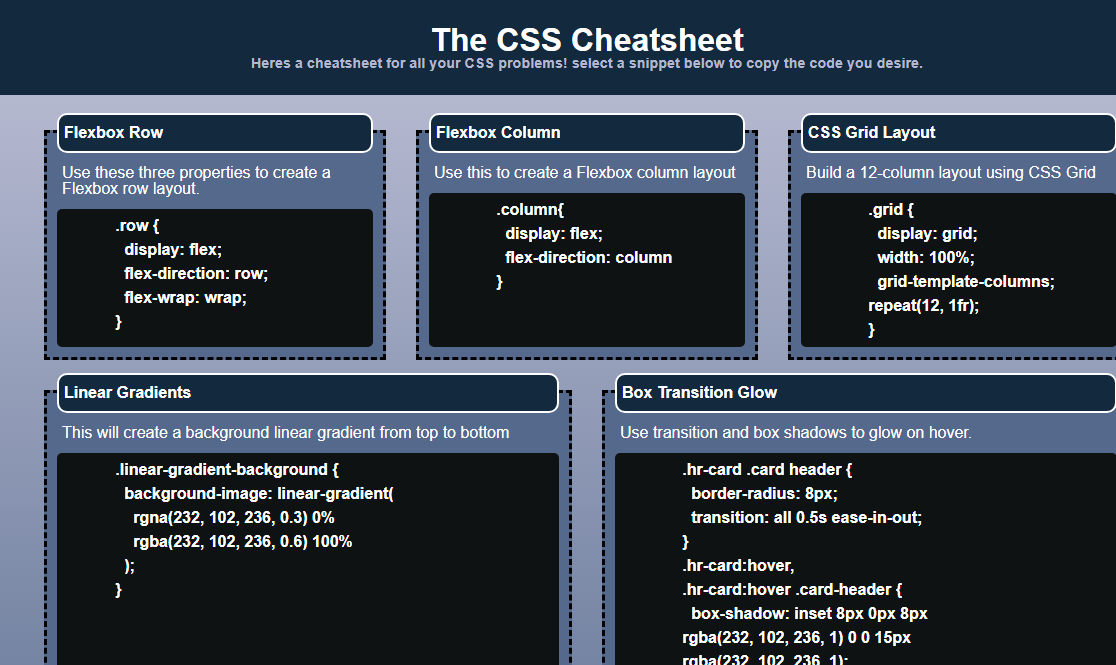 The CSS Cheatsheet
Heres a cheatsheet for all your CSS problems! select a snippet below to copy the code you desire.
Flexbox Row
Use these three properties to create a
Flexbox row layout.
.row {
display: flex;
flex-direction: row;
flex-wrap: wrap;
}
Flexbox Column
Use this to create a Flexbox column layout
.column{
display: flex;
flex-direction: column
}
CSS Grid Layout
Build a 12-column layout using CSS Grid
.grid {
display: grid;
width: 100%;
grid-template-columns;
repeat(12, 1fr);
}
Linear Gradients
This will create a background linear gradient from top to bottom
.linear-gradient-background {
background-image: linear-gradient(
rgna(232, 102, 236, 0.3) 0%
rgba(232, 102, 236, 0.6) 100%
);
}
Box Transition Glow
Use transition and box shadows to glow on hover.
.hr-card .card header {
border-radius: 8px;
transition: all 0.5s ease-in-out;
}
.hr-card:hover,
.hr-card:hover .card-header {
box-shadow: inset 8px 0px 8px
rgba(232, 102, 236, 1) 0 0 15px
rgba(232, 102, 236, 1);